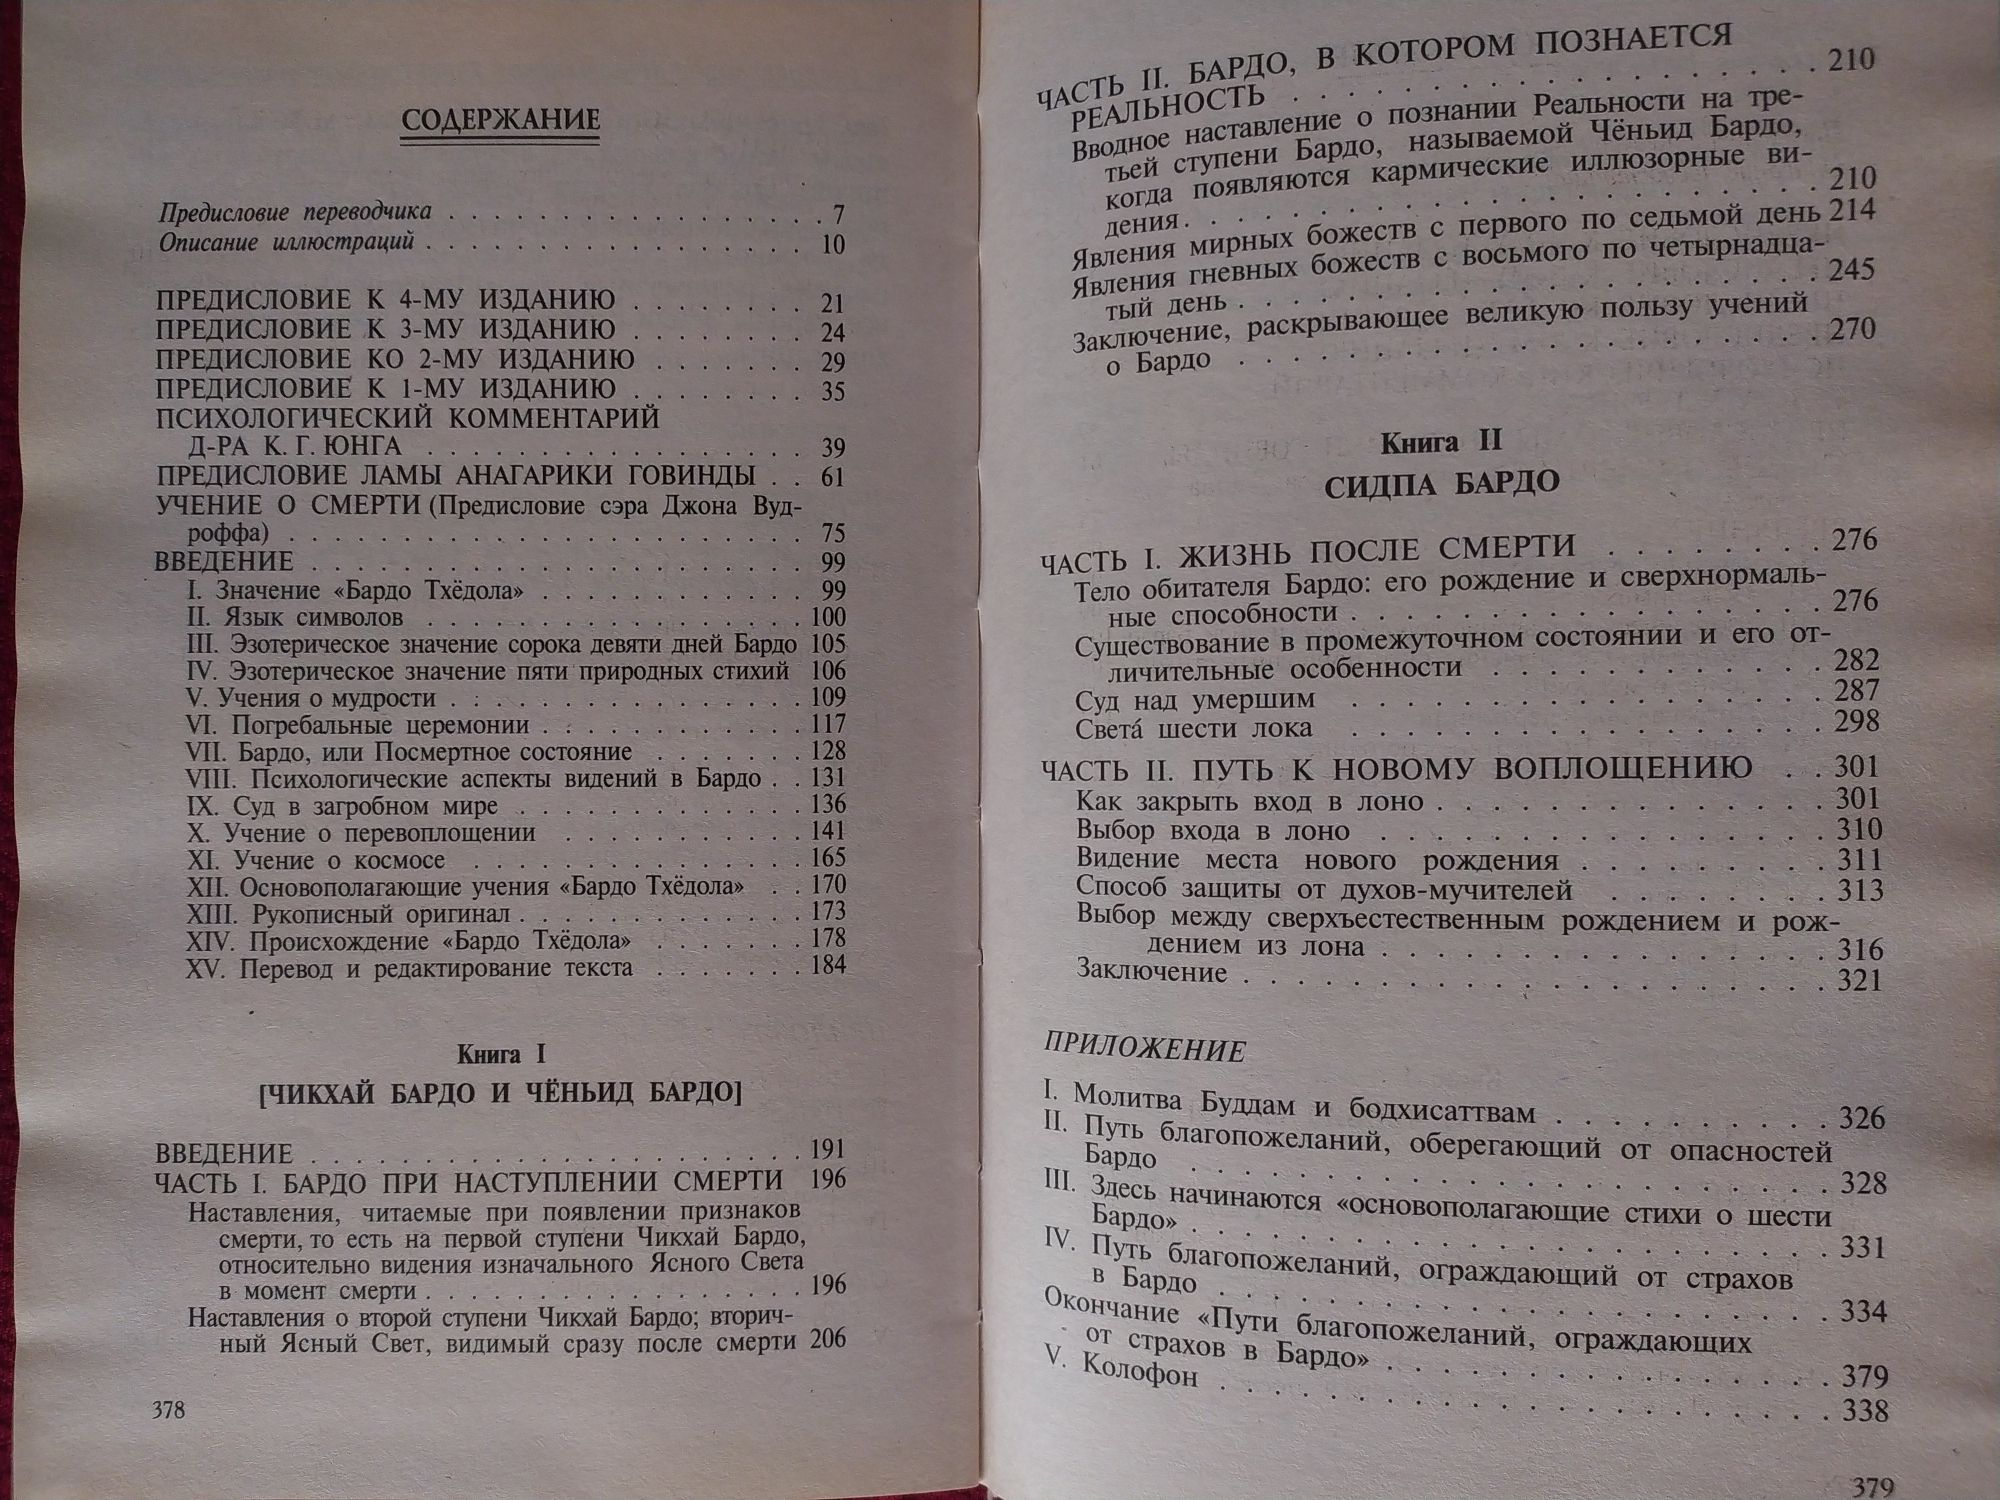 СОДЕРЖАНИЕ
Предисловие переводчика . . . . . . . . . . . . . . . . . 7
Описание иллюстраций . . . . . . . . . . . . . . . . . 10
ПРЕДИСЛОВИЕ К 4-МУ ИЗДАНИЮ . . . . . . . . 21
ПРЕДИСЛОВИЕ К 3-МУ ИЗДАНИЮ . . . . . . . . 24
ПРЕДИСЛОВИЕ КО 2-МУ ИЗДАНИЮ . . . . . . . 29
ПРЕДИСЛОВИЕ К 1-МУ ИЗДАНИЮ . . . . . . . . 35
ПСИХОЛОГИЧЕСКИЙ КОММЕНТАРИЙ
Д-РА К. Г. ЮНГА . . . . . . . . . . . . . . . . . 39
ПРЕДИСЛОВИЕ ЛАМЫ АНАГАРИКИ ГОВИНДЫ . . 61
УЧЕНИЕ О СМЕРТИ (Предисловие сэра Джона Вуд-
роффа) . . . . . . . . . . . . . . . . . . . . . . . 75
ВВЕДЕНИЕ . . . . . . . . . . . . . . . . . . . . . . 99
I. Значение «Бардо Тхёдола» . . . . . . . . . . . . 99
II. Язык символов . . . . . . . . . . . . . . . . . 100
III. Эзотерическое значение сорока девяти дней Бардо 105
IV. Эзотерическое значение пяти природных стихий 106
V. Учения о мудрости . . . . . . . . . . . . . . . . 109
VI. Погребальные церемонии . . . . . . . . . . . . 117
VII. Бардо, или Посмертное состояние . . . . . . . 128
VIII. Психологические аспекты видений в Бардо . . 131
IX. Суд в загробном мире . . . . . . . . . . . . . 136
X. Учение о перевоплощении . . . . . . . . . . . 141
XI. Учение о космосе . . . . . . . . . . . . . . . 165
XII. Основополагающие учения «Бардо Тхёдола» . . 170
XIII. Рукописный оригинал . . . . . . . . . . . . . 173
XIV. Происхождение «Бардо Тхёдола» . . . . . . . 178
XV. Перевод и редактирование текста . . . . . . . 184
Книга I
[ЧИКХАЙ БАРДО И ЧЁНЬИД БАРДО]
ВВЕДЕНИЕ . . . . . . . . . . . . . . . . . . . . . . 191
ЧАСТЬ I. БАРДО ПРИ НАСТУПЛЕНИИ СМЕРТИ 196
Наставления, читаемые при появлении признаков
смерти, то есть на первой ступени Чикхай Бардо,
относительно видения изначального Ясного Света
в момент смерти . . . . . . . . . . . . . . . . . 196
Наставления о второй ступени Чикхай Бардо; вторич-
ный Ясный Свет, видимый сразу после смерти 206
378
ЧАСТЬ II. БАРДО, В КОТОРОМ ПОЗНАЕТСЯ
РЕАЛЬНОСТЬ . . . . . . . . . . . . . . . . . . 210
Вводное наставление о познании Реальности на тре-
тьей ступени Бардо, называемой Чёньид Бардо,
когда появляются кармические иллюзорные ви-
дения. . . . . . . . . . . . . . . . . . . . . . 210
Явления мирных божеств с первого по седьмой день 214
Явления гневных божеств с восьмого по четырнадца-
тый день . . . . . . . . . . . . . . . . . . . . 245
Заключение, раскрывающее великую пользу учений
о Бардо . . . . . . . . . . . . . . . . . . . . 270
Книга II
СИДПА БАРДО
ЧАСТЬ I. ЖИЗНЬ ПОСЛЕ СМЕРТИ . . . . . . . . 276
Тело обитателя Бардо: его рождение и сверхнормаль-
ные способности . . . . . . . . . . . . . . . . 276
Существование в промежуточном состоянии и его от-
личительные особенности . . . . . . . . . . . . 282
Суд над умершим . . . . . . . . . . . . . . . . 287
Светá шести лока . . . . . . . . . . . . . . . . 298
ЧАСТЬ II. ПУТЬ К НОВОМУ ВОПЛОЩЕНИЮ . . 301
Как закрыть вход в лоно . . . . . . . . . . . . . 301
Выбор входа в лоно . . . . . . . . . . . . . . . 310
Видение места нового рождения . . . . . . . . 311
Способ защиты от духов-мучителей . . . . . . . 313
Выбор между сверхъестественным рождением и рож-
дением из лона . . . . . . . . . . . . . . . . 316
Заключение . . . . . . . . . . . . . . . . . . . . 321
ПРИЛОЖЕНИЕ
I. Молитва Буддам и бодхисаттвам . . . . . . . . . 326
II. Путь благопожеланий, оберегающий от опасностей
Бардо . . . . . . . . . . . . . . . . . . . . . 328
III. Здесь начинаются «основополагающие стихи о шести
Бардо» . . . . . . . . . . . . . . . . . . . . 331
IV. Путь благопожеланий, ограждающий от страхов
в Бардо . . . . . . . . . . . . . . . . . . . . 334
Окончание «Пути благопожеланий, ограждающих
от страхов в Бардо» . . . . . . . . . . . . . . . 379
V. Колофон . . . . . . . . . . . . . . . . . . . . 338
379